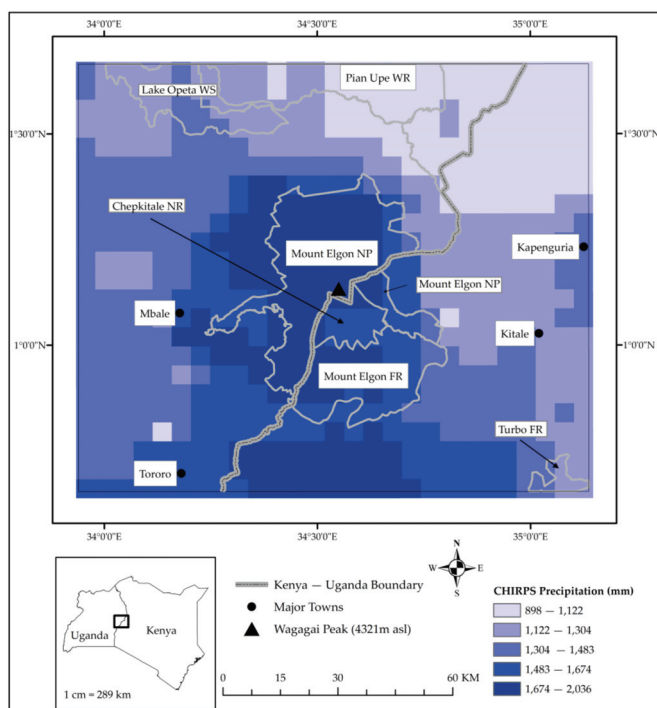 34°0'0"E
34°30'0"E
35°0'0"E
Pian Upe WR
Lake Opeta WS
1°30'0"N
1°30'0"N
Chepkitale NR
Mount Elgon NP
Kapenguria
Mount Elgon NP
Mbale
Kitale
1°0'0"N
1°0'0"N
Mount Elgon FR
Turbo FR
Tororo
34°0'0"E
34°30'0"E
35°0'0"E
Uganda
Kenya
1 cm = 289 km
Kenya — Uganda Boundary
Major Towns
Wagagai Peak (4321m asl)
0 15 30 60 KM
N
W E
S
CHIRPS Precipitation (mm)
898 — 1,122
1,122 — 1,304
1,304 — 1,483
1,483 — 1,674
1,674 — 2,036